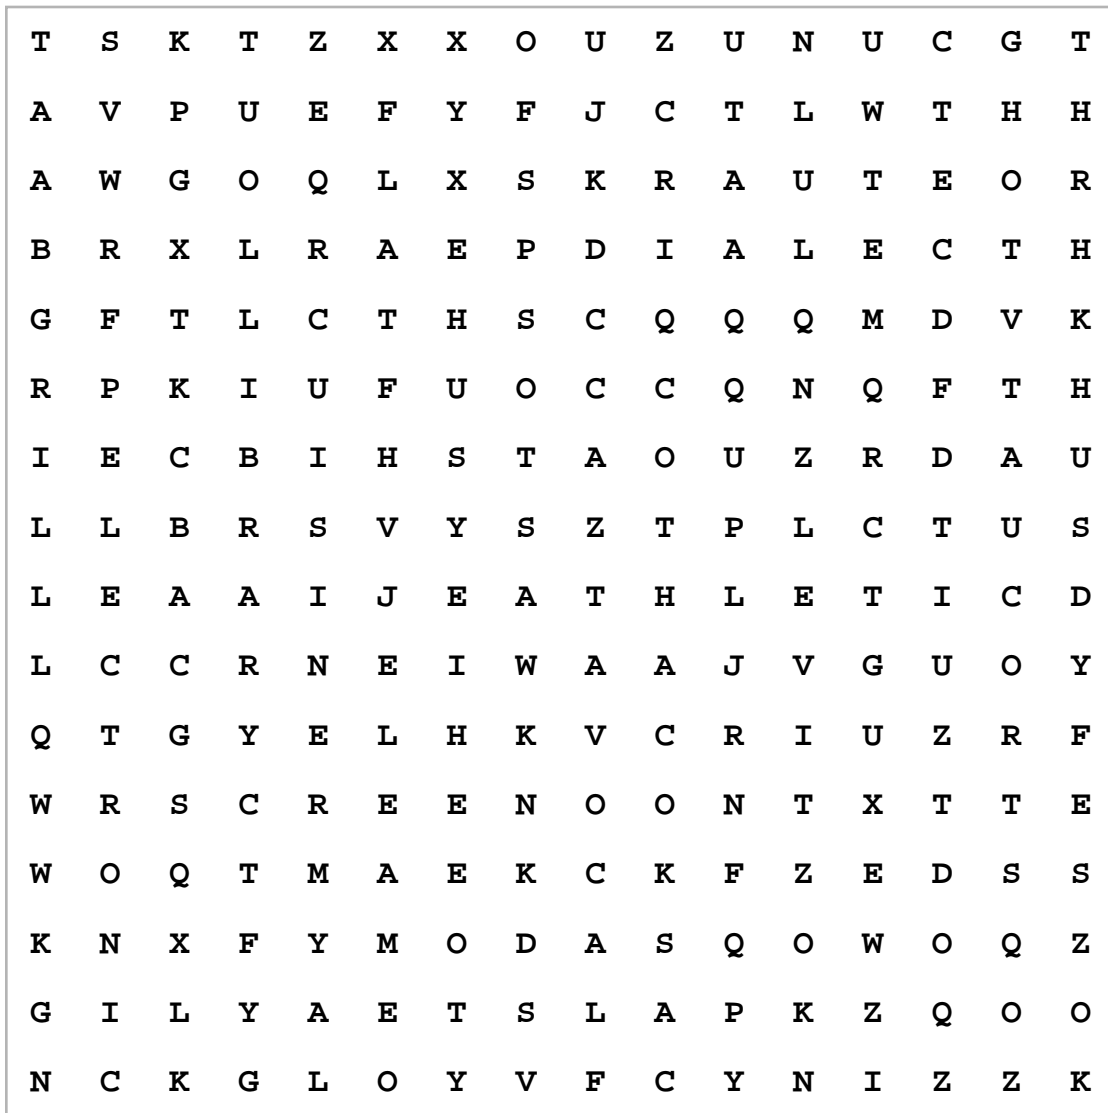 T S K T Z X X O U Z U N U C G T
A V P U E F Y F J C T L W T H H
A W G O Q L X S K R A U T E O R
B R X L R A E P D I A L E C T H
G F T L C T H S C Q Q Q M D V K
R P K I U F U O C C Q N Q F T H
I E C B I H S T A O U Z R D A U
L L B R S V Y S Z T P L C T U S
L E A A I J E A T H L E T I C D
L C C R N E I W A A J V G U O Y
Q T G Y E L H K V C R I U Z R F
W R S C R E E N O O N T X T T E
W O Q T M A E K C K F Z E D S S
K N X F Y M O D A S Q O W O Q Z
G I L Y A E T S L A P K Z Q O O
N C K G L O Y V F C Y N I Z Z K